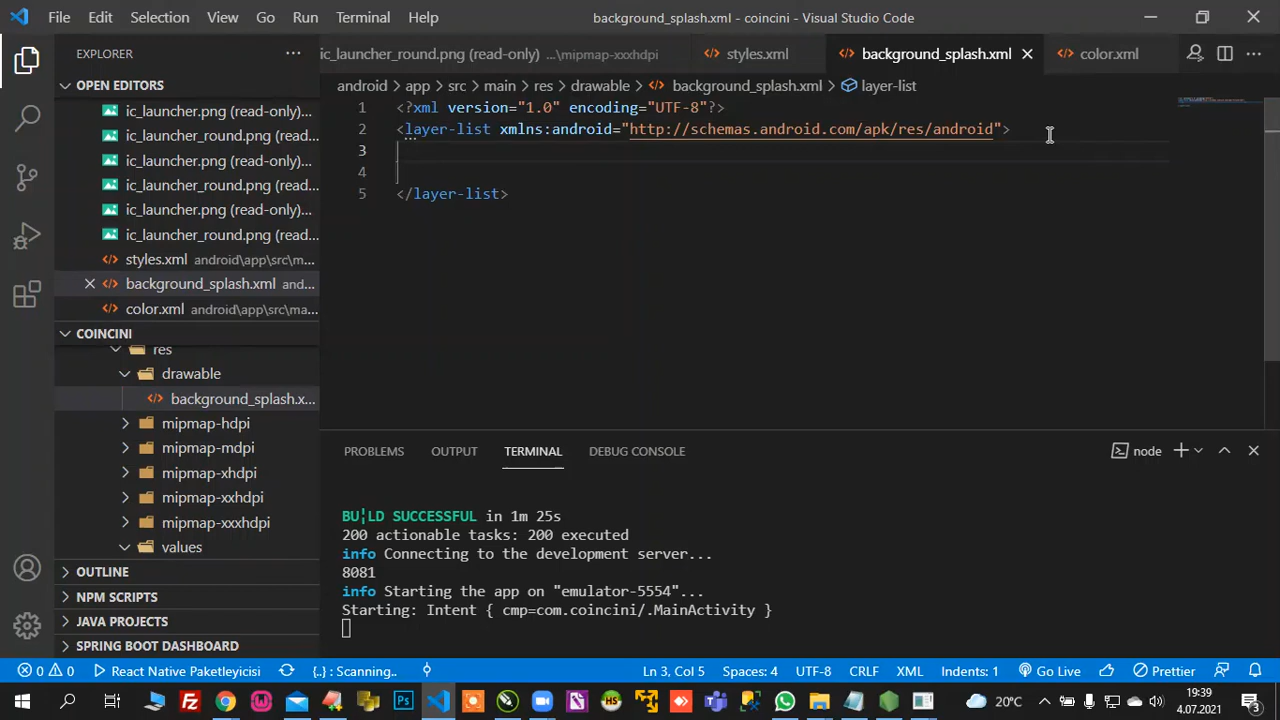 File Edit Selection View Go Run Terminal Help background_splash.xml - coincini - Visual Studio Code
EXPLORER
ic_launcher_round.png (read-only) ...\mipmap-xxxhdpi styles.xml background_splash.xml color.xml
OPEN EDITORS
ic_launcher.png (read-only)...
ic_launcher_round.png (read...
ic_launcher.png (read-only)...
ic_launcher_round.png (read...
ic_launcher.png (read-only)...
ic_launcher_round.png (read...
styles.xml android\app\src\m...
background_splash.xml and...
color.xml android\app\src\ma...
COINCINI
res
drawable
background_splash.x...
mipmap-hdpi
mipmap-mdpi
mipmap-xhdpi
mipmap-xxhdpi
mipmap-xxxhdpi
values
OUTLINE
NPM SCRIPTS
JAVA PROJECTS
SPRING BOOT DASHBOARD
android > app > src > main > res > drawable > background_splash.xml > layer-list
1 <?xml version="1.0" encoding="UTF-8"?>
2 <layer-list xmlns:android="http://schemas.android.com/apk/res/android">
3
4
5 </layer-list>
PROBLEMS OUTPUT TERMINAL DEBUG CONSOLE node
BU¦LD SUCCESSFUL in 1m 25s
200 actionable tasks: 200 executed
info Connecting to the development server...
8081
info Starting the app on "emulator-5554"...
Starting: Intent { cmp=com.coincini/.MainActivity }
0 0 React Native Paketleyicisi {..} : Scanning.. Ln 3, Col 5 Spaces: 4 UTF-8 CRLF XML Indents: 1 Go Live Prettier
20°C 19:39
4.07.2021
3